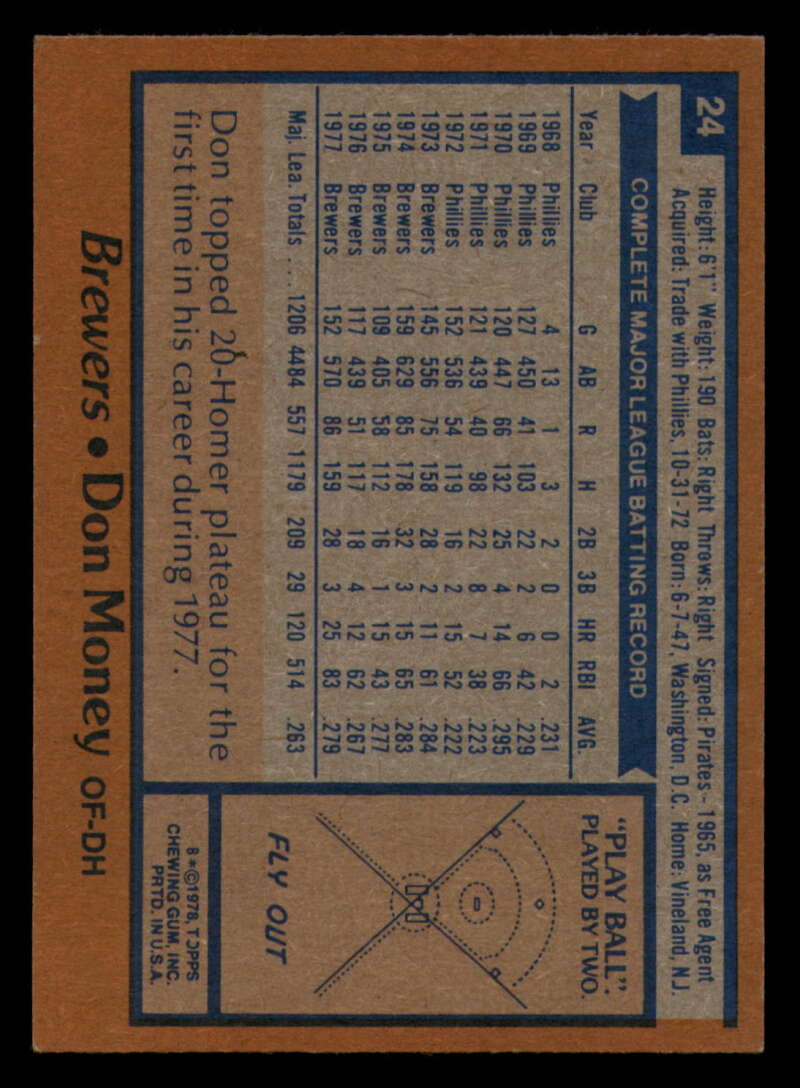 24
Height: 6'1" Weight: 190 Bats: Right Throws: Right Signed: Pirates - 1965, as Free Agent
Acquired: Trade with Phillies, 10-31-72 Born: 6-7-47, Washington, D.C. Home: Vineland, N.J.
COMPLETE MAJOR LEAGUE BATTING RECORD
Year Club G AB R H 2B 3B HR RBI AVG.
1968 Phillies 4 13 1 3 2 0 0 2 .231
1969 Phillies 127 450 41 103 22 2 6 42 .229
1970 Phillies 120 447 66 132 25 4 14 66 .295
1971 Phillies 121 439 40 98 22 8 7 38 .223
1972 Phillies 152 536 54 119 16 2 15 52 .222
1973 Brewers 145 556 75 158 28 2 11 61 .284
1974 Brewers 159 629 85 178 32 3 15 65 .283
1975 Brewers 109 405 58 112 16 1 15 43 .277
1976 Brewers 117 439 51 117 18 4 12 62 .267
1977 Brewers 152 570 86 159 28 3 25 83 .279
Maj. Lea. Totals ... 1206 4484 557 1179 209 29 120 514 .263
Don topped 20-Homer plateau for the
first time in his career during 1977.
Brewers • Don Money OF-DH
"PLAY BALL":
PLAYED BY TWO.
FLY OUT
8 * © 1978, TOPPS
CHEWING GUM, INC.
PRTD. IN U.S.A.